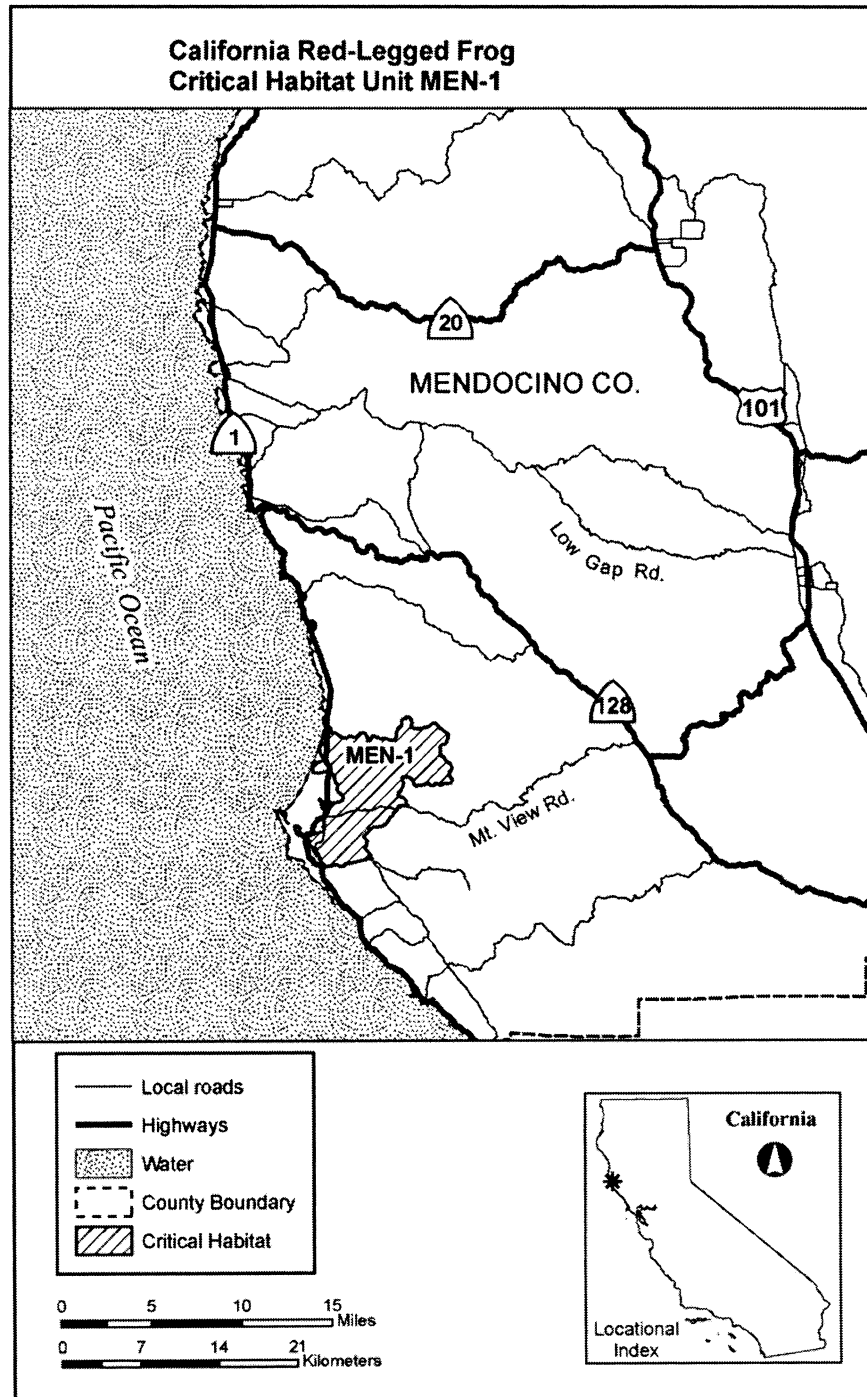 California Red-Legged Frog
Critical Habitat Unit MEN-1
20
MENDOCINO CO.
101
1
Pacific Ocean
Low Gap Rd.
128
MEN-1
Mt. View Rd.
Local roads
Highways
Water
County Boundary
Critical Habitat
0 5 10 15
Miles
0 7 14 21
Kilometers
California
Locational
Index